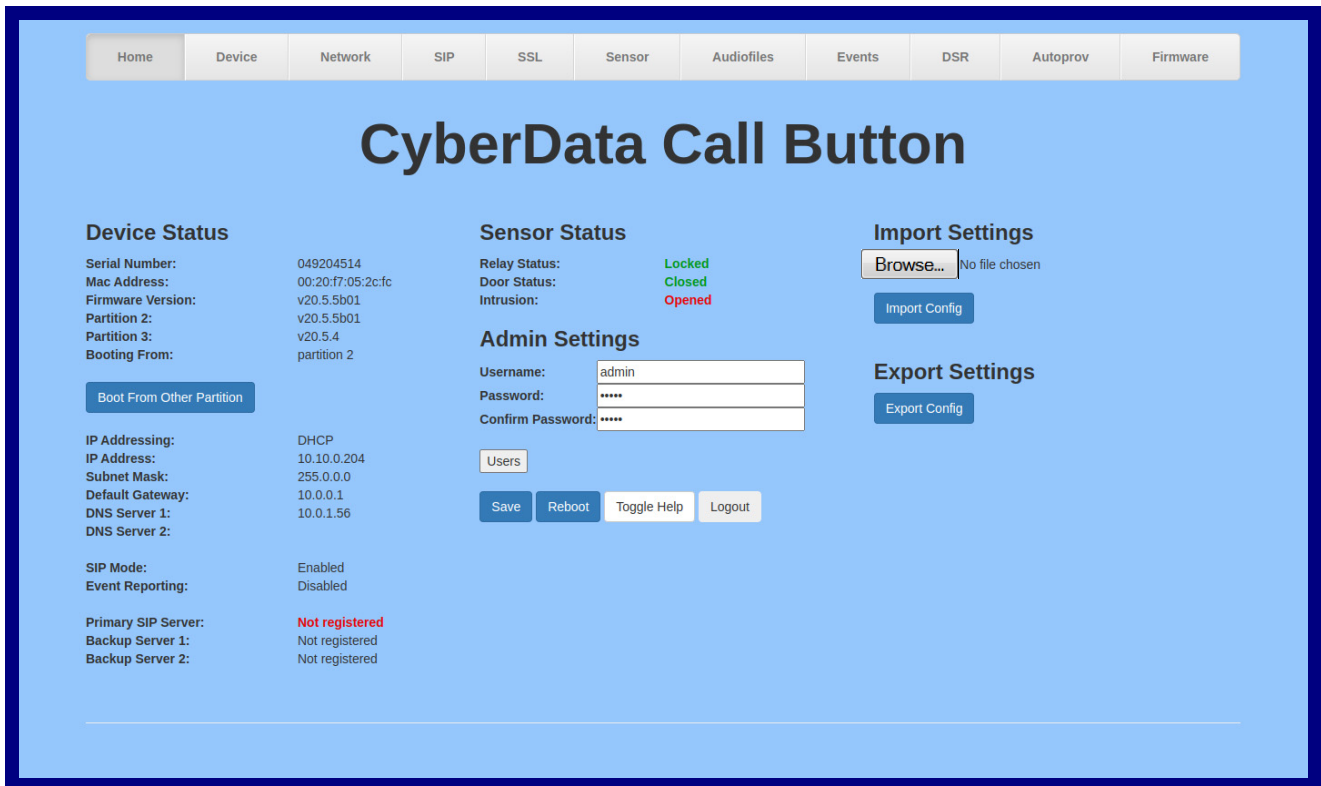 Home Device Network SIP SSL Sensor Audiofiles Events DSR Autoprov Firmware
CyberData Call Button
Device Status
Serial Number: 049204514
Mac Address: 00:20:f7:05:2c:fc
Firmware Version: v20.5.5b01
Partition 2: v20.5.5b01
Partition 3: v20.5.4
Booting From: partition 2
Boot From Other Partition
IP Addressing: DHCP
IP Address: 10.10.0.204
Subnet Mask: 255.0.0.0
Default Gateway: 10.0.0.1
DNS Server 1: 10.0.1.56
DNS Server 2:
SIP Mode: Enabled
Event Reporting: Disabled
Primary SIP Server: Not registered
Backup Server 1: Not registered
Backup Server 2: Not registered
Sensor Status
Relay Status: Locked
Door Status: Closed
Intrusion: Opened
Admin Settings
Username: admin
Password: •••••
Confirm Password: •••••
Users
Save Reboot Toggle Help Logout
Import Settings
Browse... No file chosen
Import Config
Export Settings
Export Config